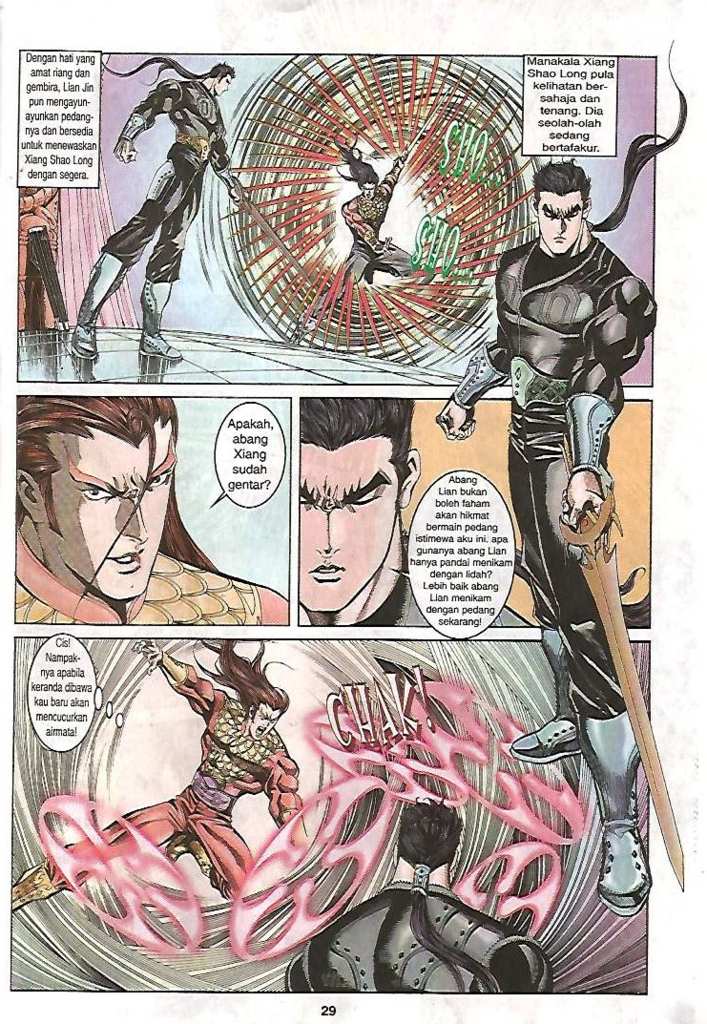 Dengan hati yang
amat riang dan
gembira, Lian Jin
pun mengayun-
ayunkan pedang-
nya dan bersedia
untuk menewaskan
Xiang Shao Long
dengan segera.
SHO...
SHO...
Manakala Xiang
Shao Long pula
kelihatan ber-
sahaja dan
tenang. Dia
seolah-olah
sedang
bertafakur.
Apakah,
abang
Xiang
sudah
gentar?
Abang
Lian bukan
boleh faham
akan hikmat
bermain pedang
istimewa aku ini. apa
gunanya abang Lian
hanya pandai menikam
dengan lidah?
Lebih baik abang
Lian menikam
dengan pedang
sekarang!
Cis!
Nampak-
nya apabila
keranda dibawa
kau baru akan
mencucurkan
airmata!
CHAK!
29